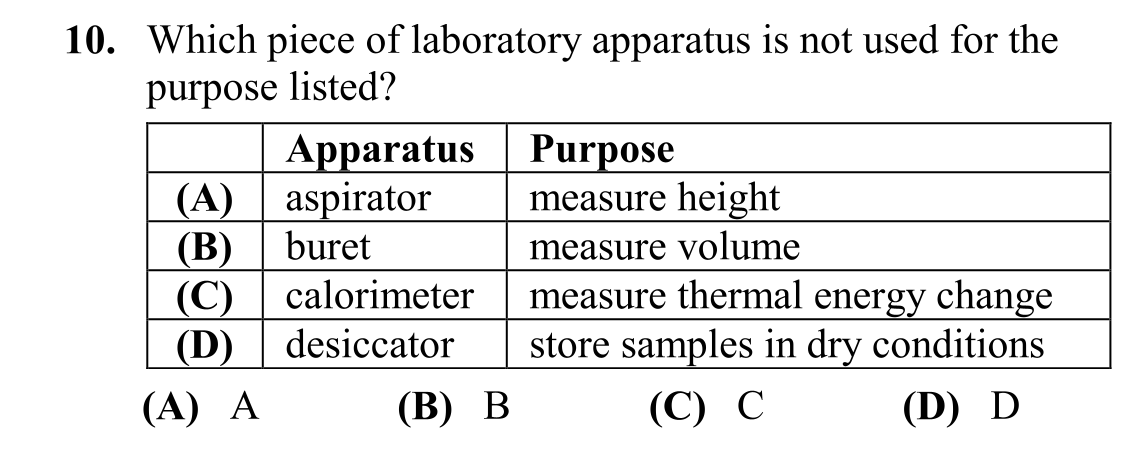 10. Which piece of laboratory apparatus is not used for the
purpose listed?
Apparatus Purpose
(A) aspirator measure height
(B) buret measure volume
(C) calorimeter measure thermal energy change
(D) desiccator store samples in dry conditions
(A) A (B) B (C) C (D) D